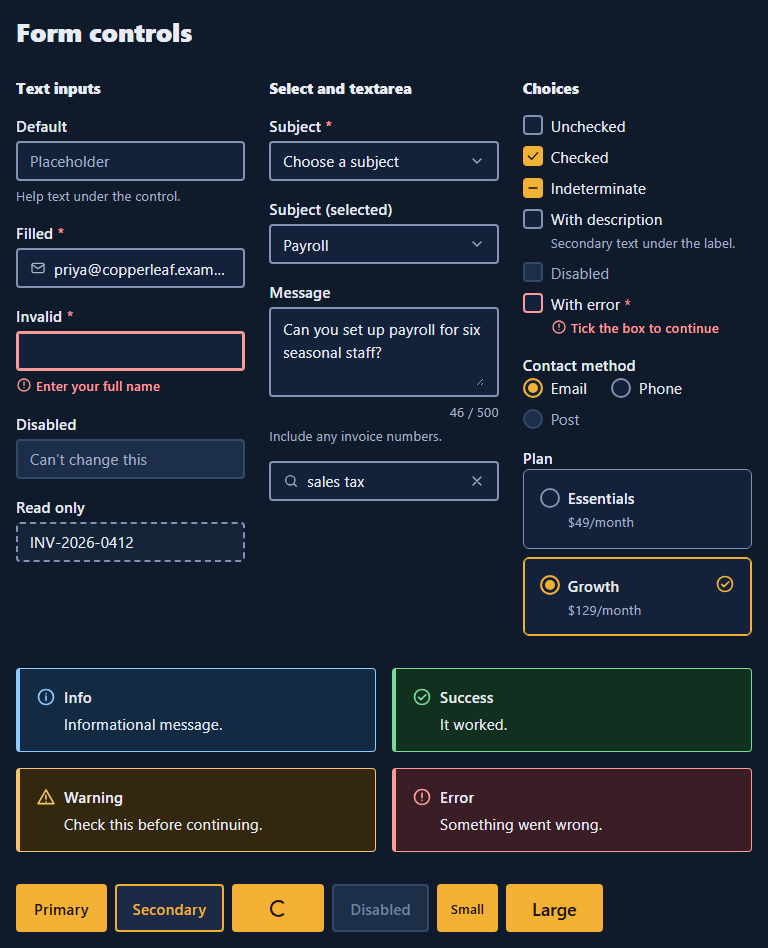 Form controls
Text inputs
Default
Placeholder
Help text under the control.
Filled *
priya@copperleaf.exam...
Invalid *
Enter your full name
Disabled
Can't change this
Read only
INV-2026-0412
Select and textarea
Subject *
Choose a subject
Subject (selected)
Payroll
Message
Can you set up payroll for six
seasonal staff?
46 / 500
Include any invoice numbers.
sales tax
Choices
Unchecked
Checked
Indeterminate
With description
Secondary text under the label.
Disabled
With error *
Tick the box to continue
Contact method
Email
Phone
Post
Plan
Essentials
$49/month
Growth
$129/month
Info
Informational message.
Success
It worked.
Warning
Check this before continuing.
Error
Something went wrong.
Primary
Secondary
Disabled
Small
Large